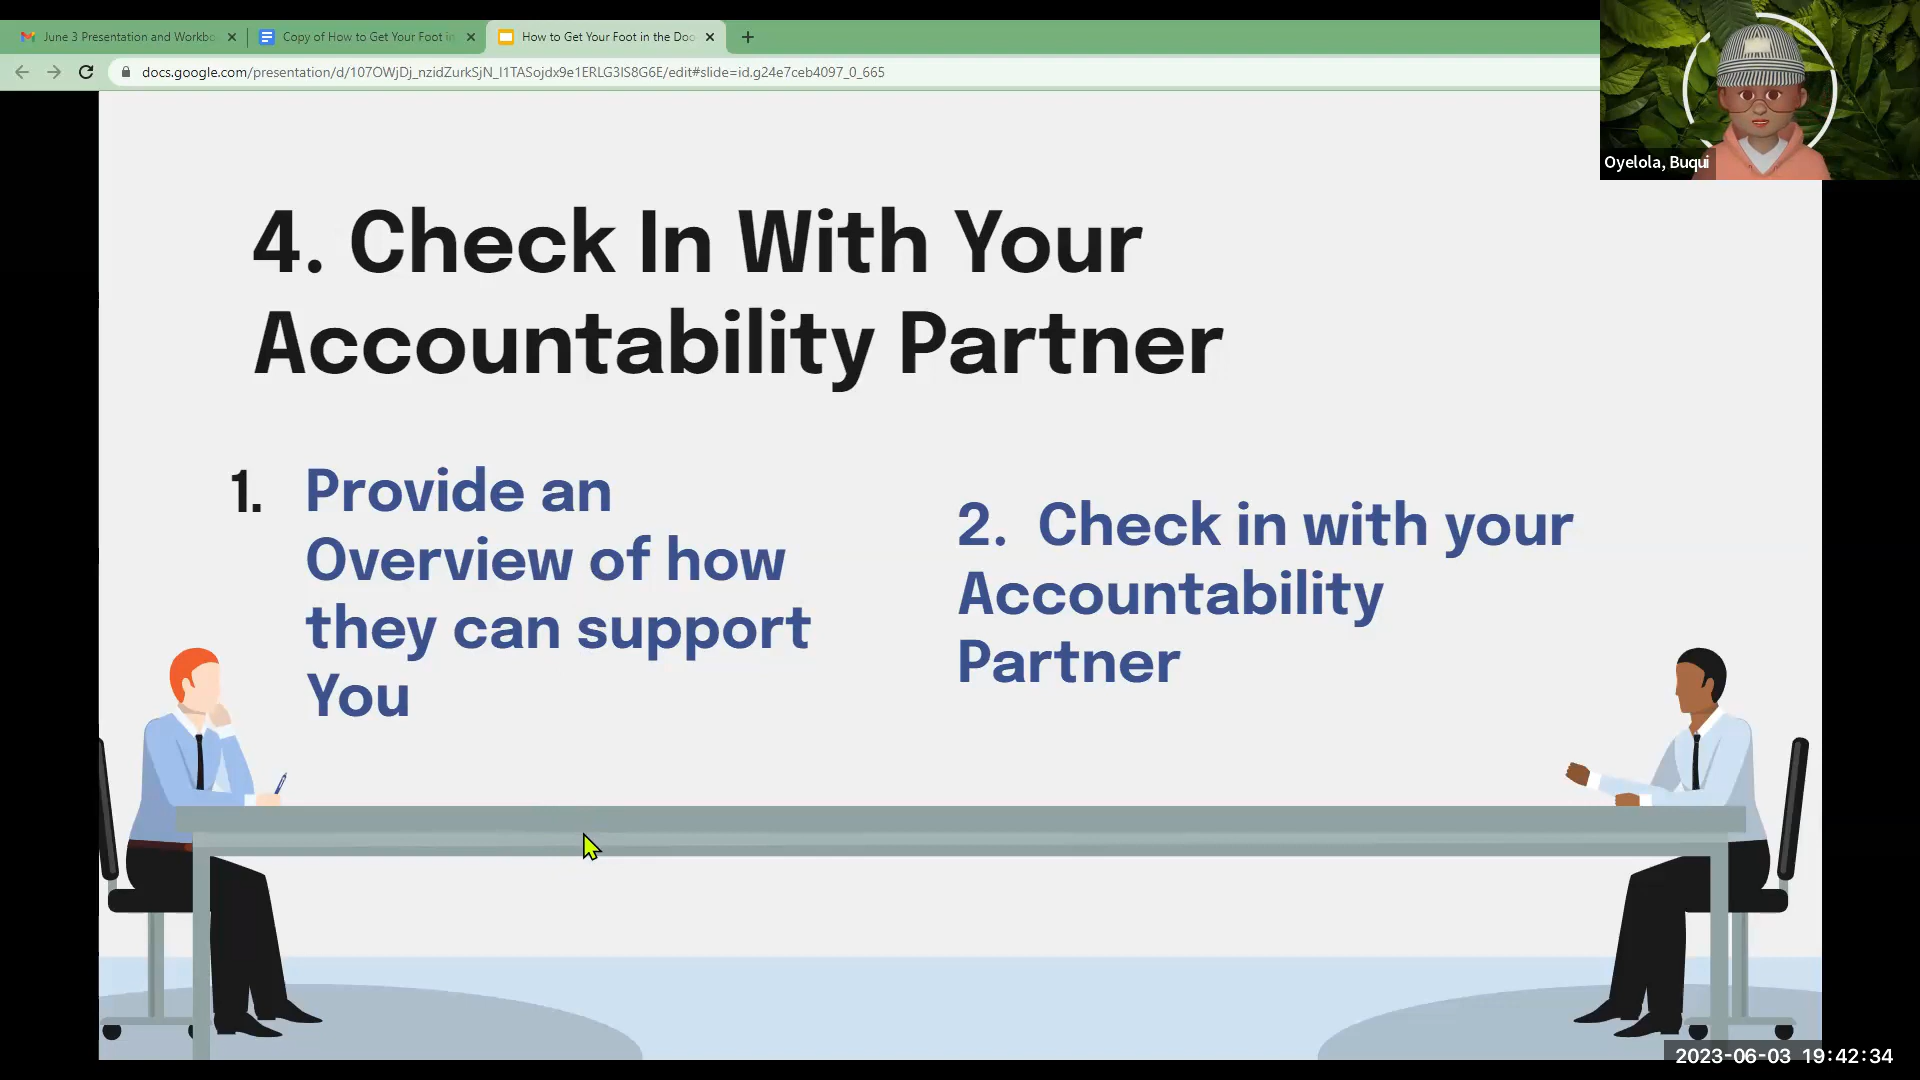 June 3 Presentation and Workbo
Copy of How to Get Your Foot in
How to Get Your Foot in the Doo
docs.google.com/presentation/d/107OWjDj_nzidZurkSjN_I1TASojdx9e1ERLG3IS8G6E/edit#slide=id.g24e7ceb4097_0_665
Oyelola, Buqui
4. Check In With Your
Accountability Partner
1. Provide an
Overview of how
they can support
You
2. Check in with your
Accountability
Partner
2023-06-03 19:42:34